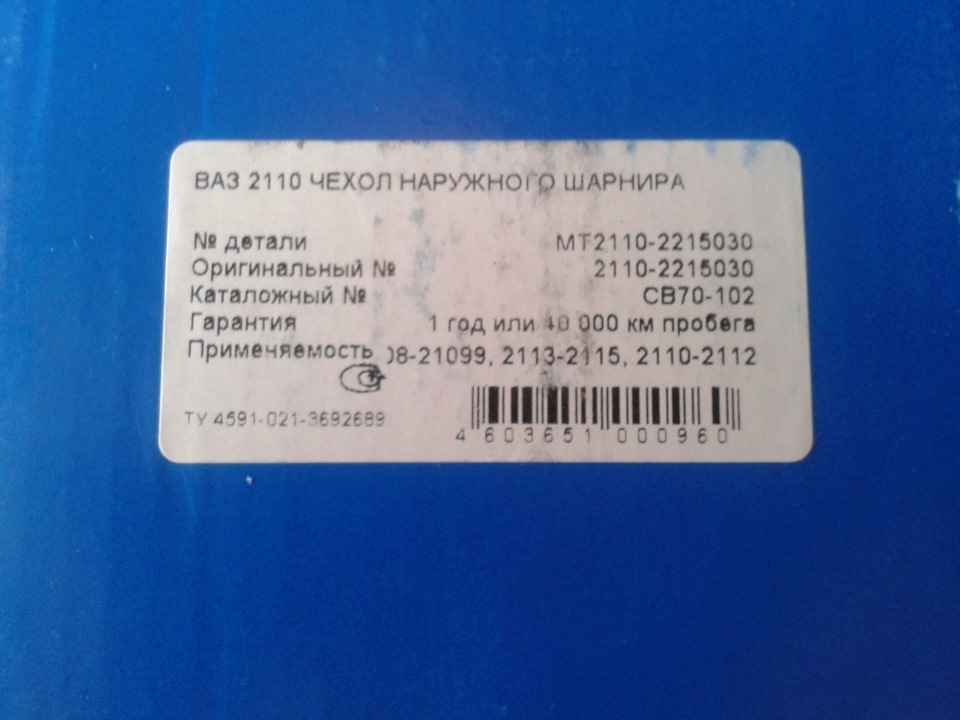 ВАЗ 2110 ЧЕХОЛ НАРУЖНОГО ШАРНИРА
№ детали МТ2110-2215030
Оригинальный № 2110-2215030
Каталожный № СВ70-102
Гарантия 1 год или 40 000 км пробега
Применяемость 08-21099, 2113-2115, 2110-2112
ТУ 4591-021-3692689
4 603651 000960